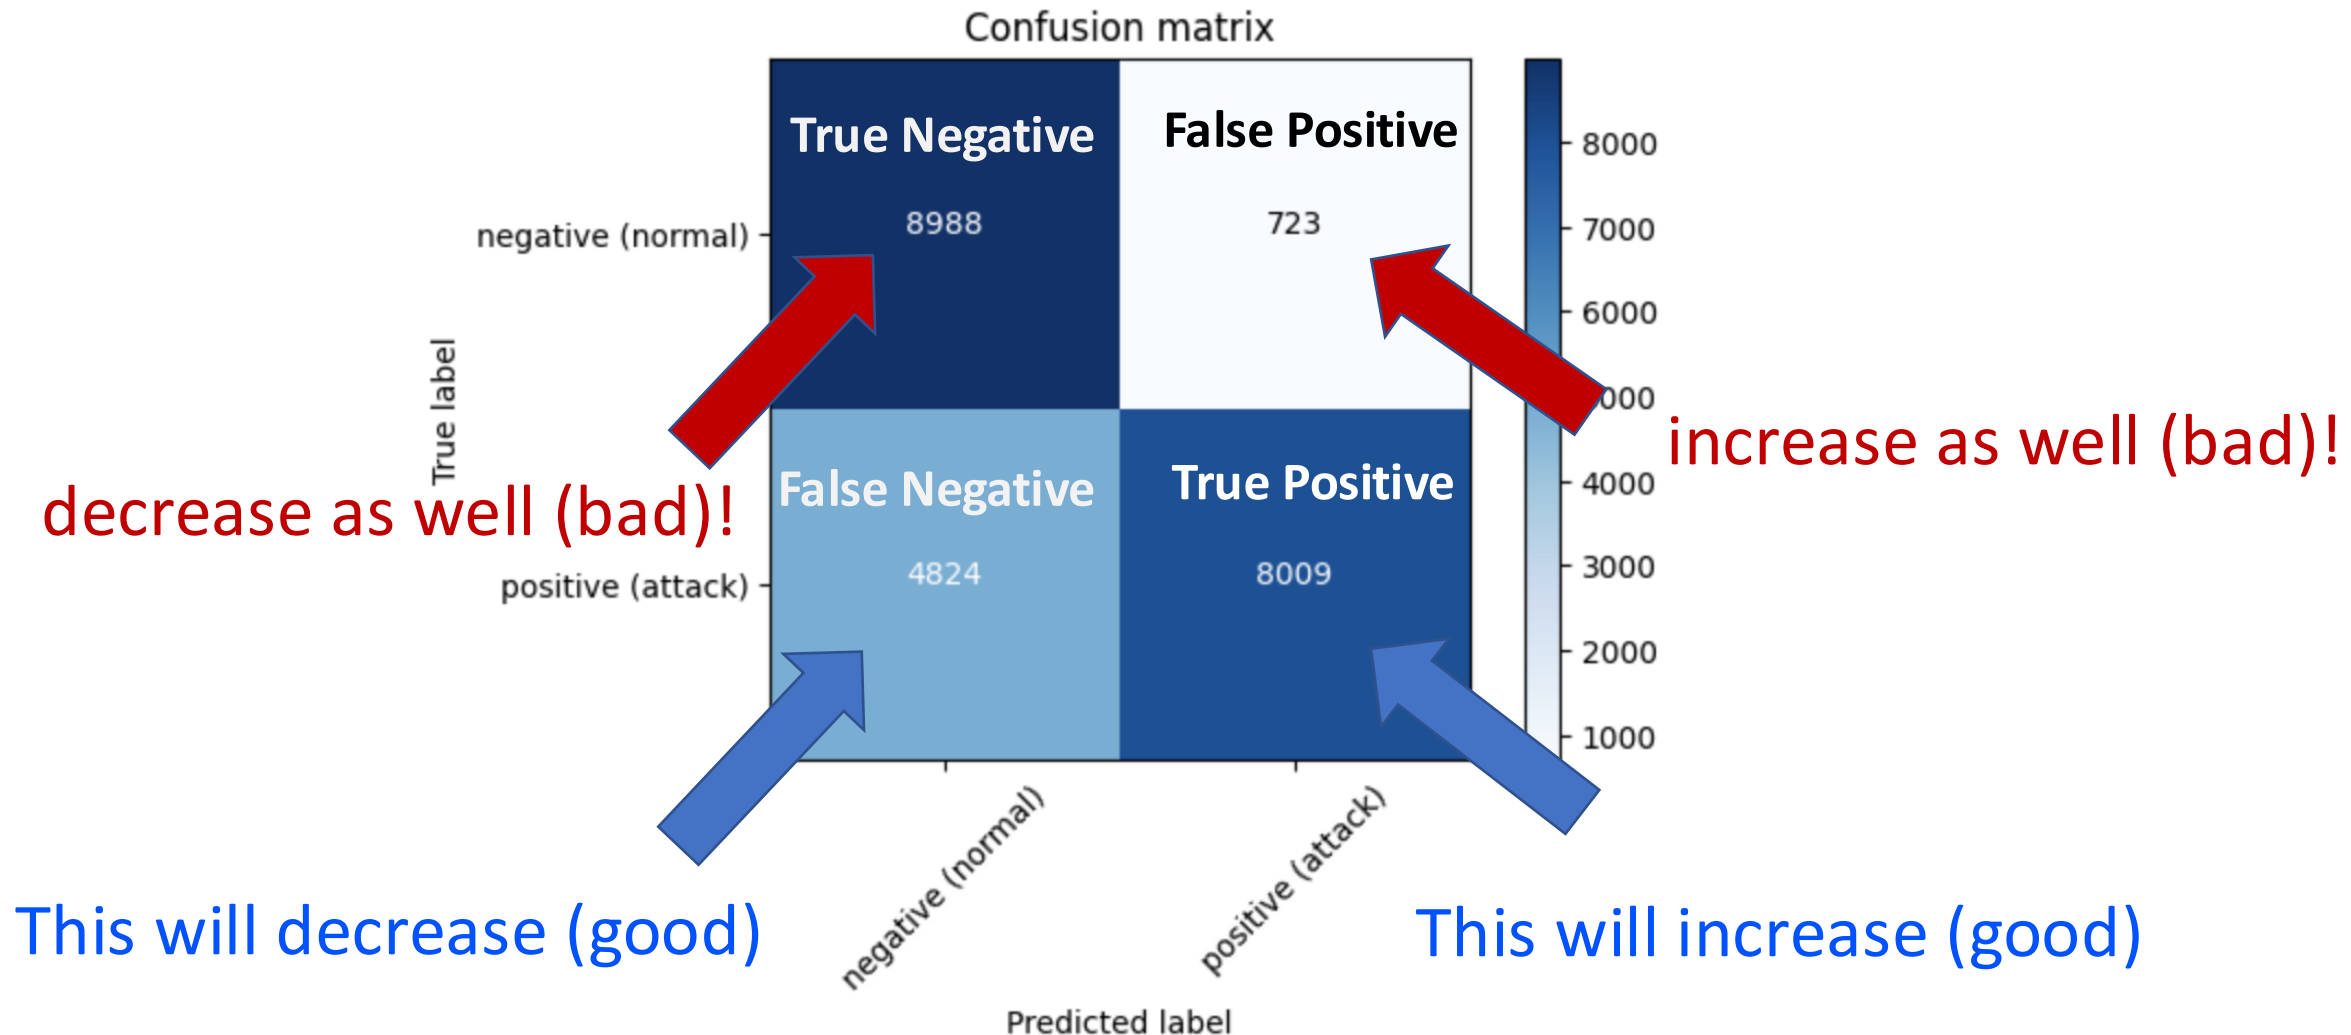 Confusion matrix
True Negative
False Positive
8000
8988
723
negative (normal)
7000
6000
True label
000
increase as well (bad)!
decrease as well (bad)!
False Negative
True Positive
4000
positive (attack)
4824
8009
3000
2000
1000
This will decrease (good)
negative (normal)
positive (attack)
This will increase (good)
Predicted label